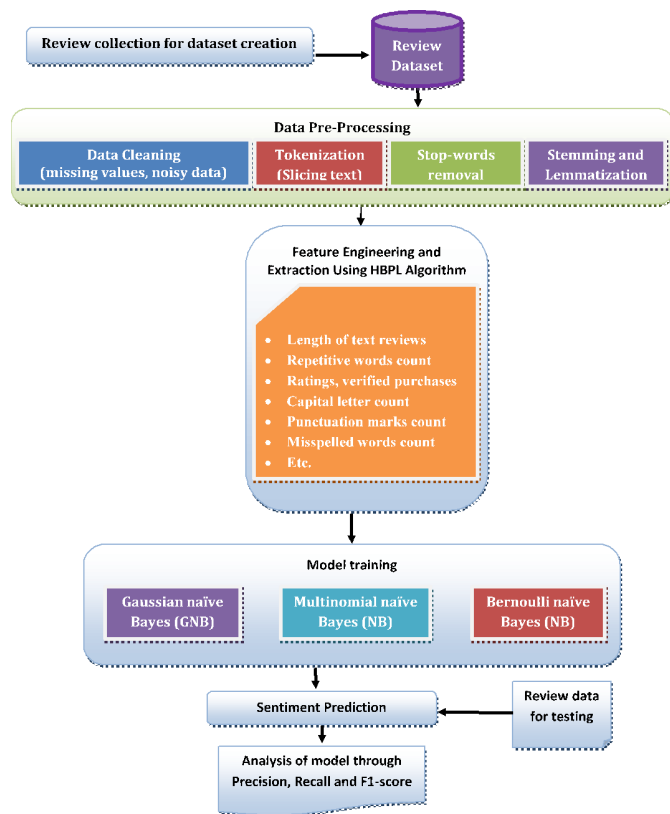 Review collection for dataset creation
Review
Dataset
Data Pre-Processing
Data Cleaning
(missing values, noisy data)
Tokenization
(Slicing text)
Stop-words
removal
Stemming and
Lemmatization
Feature Engineering and
Extraction Using HBPL Algorithm
• Length of text reviews
• Repetitive words count
• Ratings, verified purchases
• Capital letter count
• Punctuation marks count
• Misspelled words count
• Etc.
Model training
Gaussian naïve
Bayes (GNB)
Multinomial naïve
Bayes (NB)
Bernoulli naïve
Bayes (NB)
Sentiment Prediction
Review data
for testing
Analysis of model through
Precision, Recall and F1-score